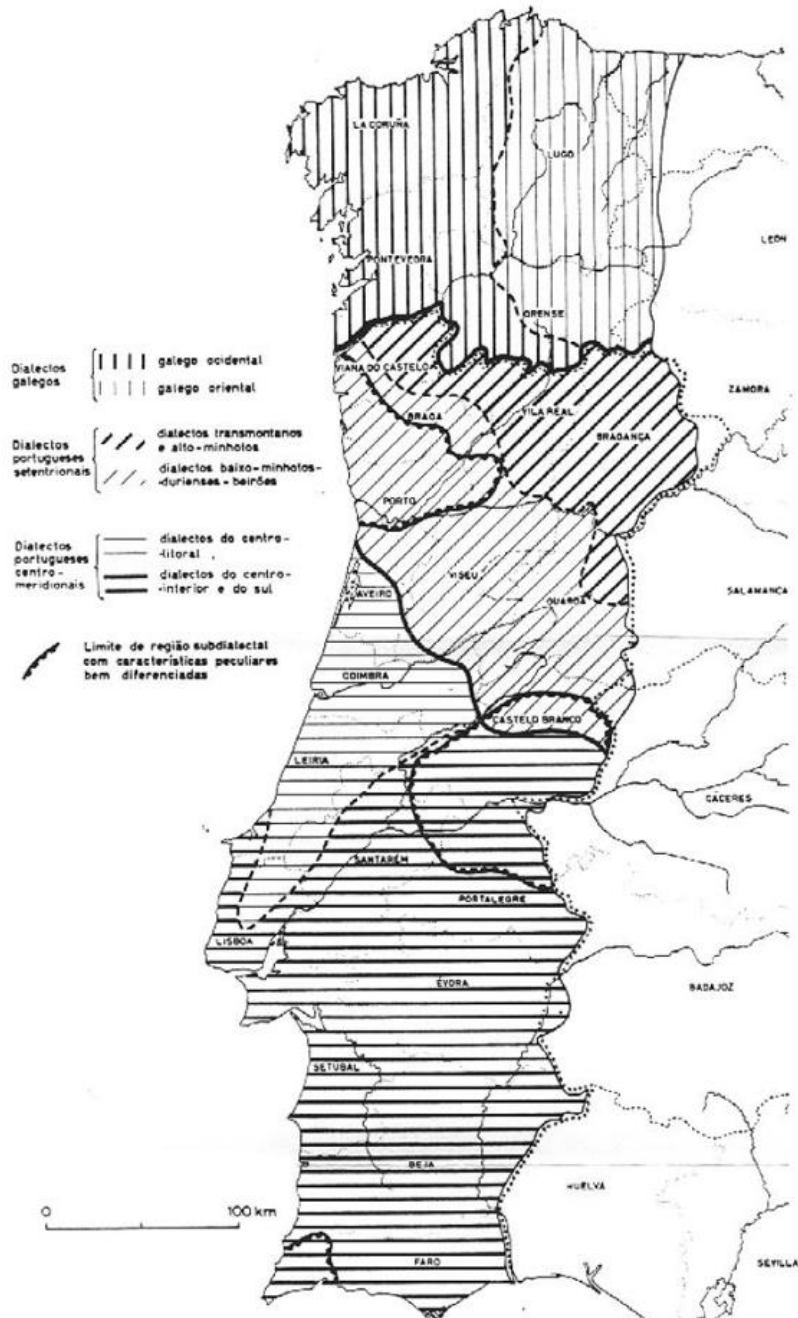 LA CORUÑA
LUGO
LEON
PONTEVEDRA
ORENSE
Dialectos
galegos
galego ocidental
galego oriental
VIANA DO CASTELO
ZAMORA
BRAGA
VILA REAL
BRAGANÇA
Dialectos
portugueses
setentrionais
dialectos transmontanos
e alto-minhotos
dialectos baixo-minhotos-
-durienses-beirões
PORTO
Dialectos
portugueses
centro-
meridionais
dialectos do centro-
-litoral
dialectos do centro-
-interior e do sul
VISEU
AVEIRO
GUARDA
SALAMANCA
Limite de região subdialectal
com características peculiares
bem diferenciadas
COIMBRA
CASTELO BRANCO
LEIRIA
CÁCERES
SANTARÉM
PORTALEGRE
LISBOA
ÉVORA
BADAJOZ
SETÚBAL
BEJA
HUELVA
0 100 km
FARO
SEVILLA